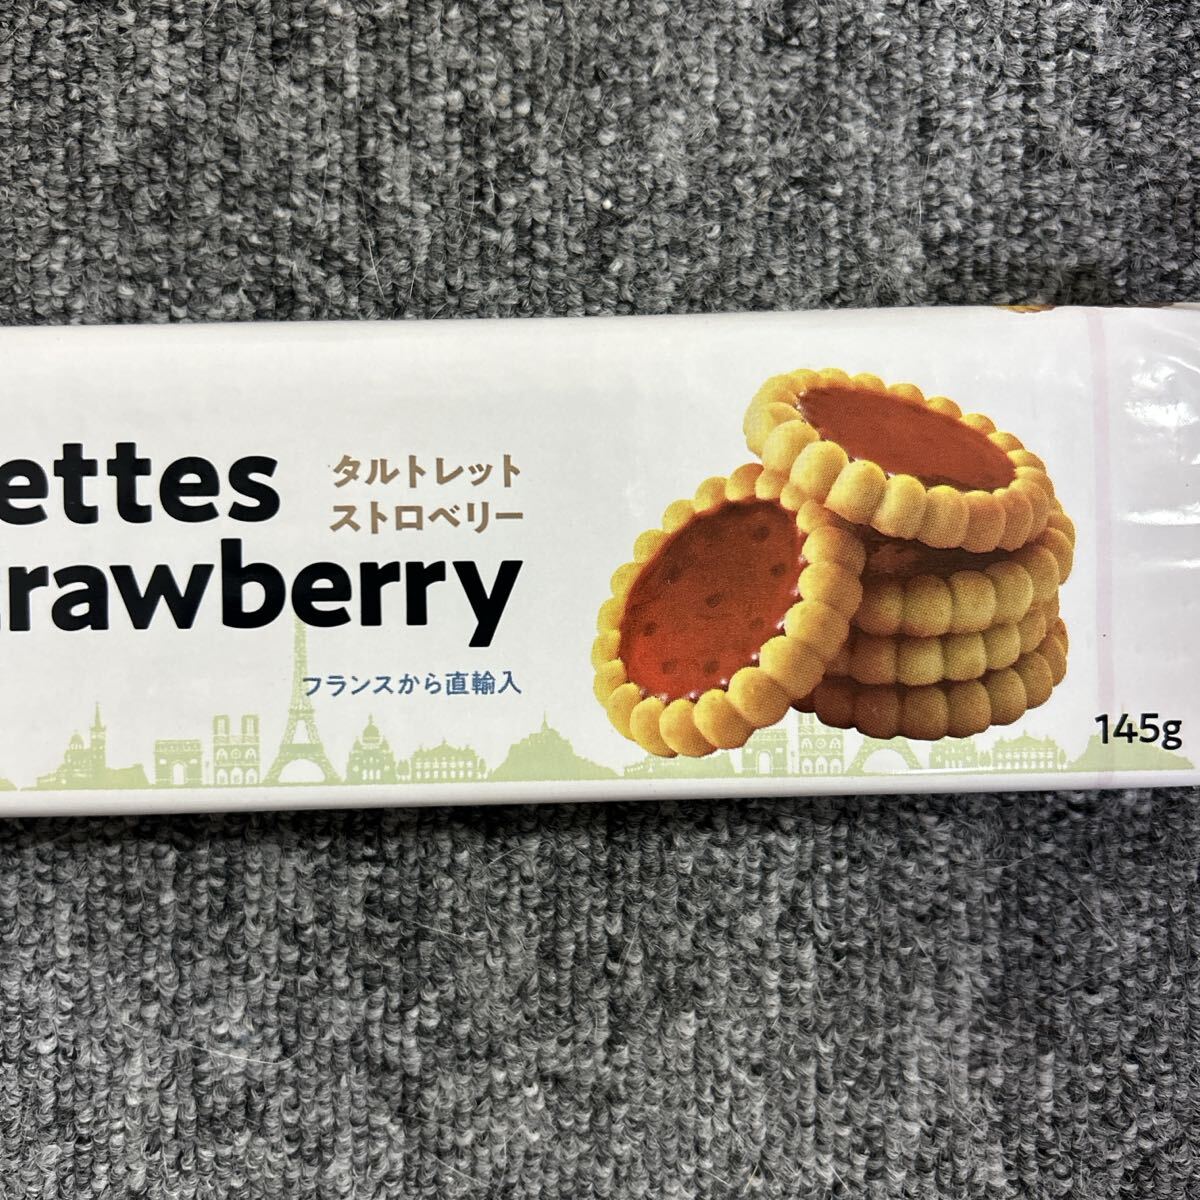 ettes
タルトレット
ストロベリー
rawberry
フランスから直輸入
145g